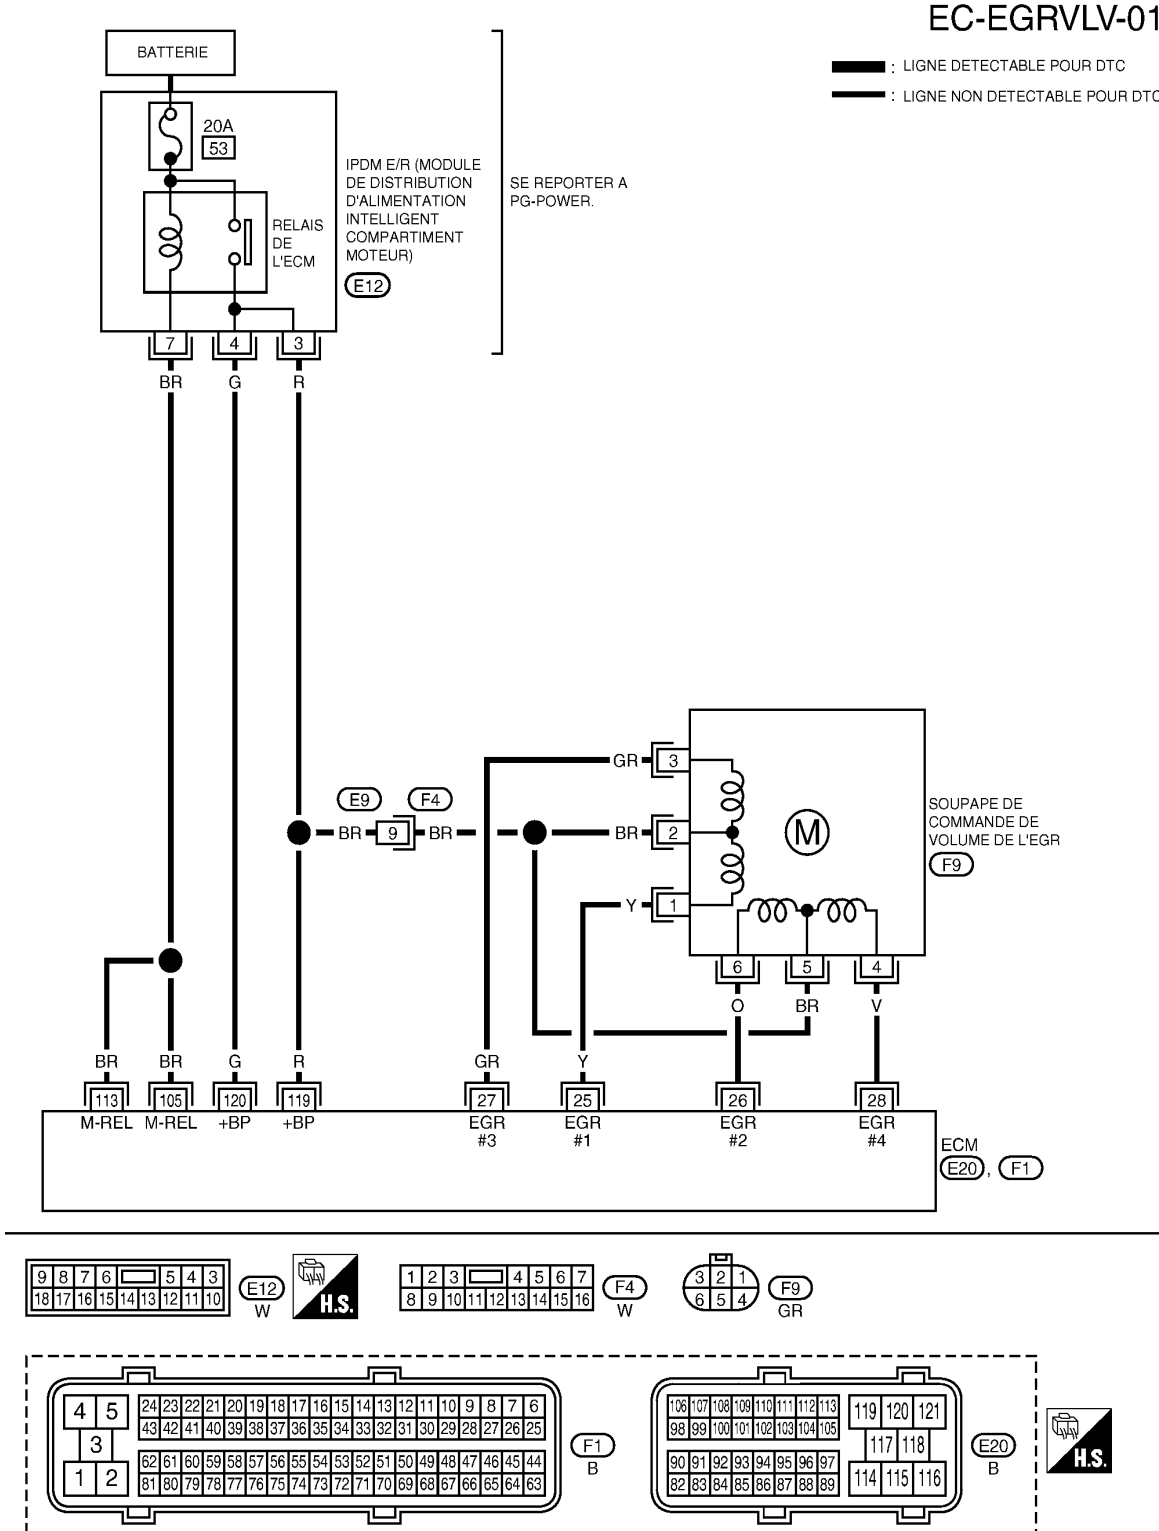 EC-EGRVLV-01
: LIGNE DETECTABLE POUR DTC
: LIGNE NON DETECTABLE POUR DTC
BATTERIE
20A
53
IPDM E/R (MODULE
DE DISTRIBUTION
D'ALIMENTATION
INTELLIGENT
COMPARTIMENT
MOTEUR)
E12
SE REPORTER A
PG-POWER.
RELAIS
DE
L'ECM
7 4 3
BR G R
GR 3
E9 F4
BR 9 BR BR 2
M
Y 1
SOUPAPE DE
COMMANDE DE
VOLUME DE L'EGR
F9
6 5 4
O BR V
BR BR G R GR Y
113 105 120 119 27 25 26 28
M-REL M-REL +BP +BP EGR EGR EGR EGR
#3 #1 #2 #4
ECM
E20 , F1
9 8 7 6 5 4 3
18 17 16 15 14 13 12 11 10
E12
W
H.S.
1 2 3 4 5 6 7
8 9 10 11 12 13 14 15 16
F4
W
3 2 1
6 5 4
F9
GR
4 5
3
1 2
24 23 22 21 20 19 18 17 16 15 14 13 12 11 10 9 8 7 6
43 42 41 40 39 38 37 36 35 34 33 32 31 30 29 28 27 26 25
62 61 60 59 58 57 56 55 54 53 52 51 50 49 48 47 46 45 44
81 80 79 78 77 76 75 74 73 72 71 70 69 68 67 66 65 64 63
F1
B
106 107 108 109 110 111 112 113
98 99 100 101 102 103 104 105
90 91 92 93 94 95 96 97
82 83 84 85 86 87 88 89
119 120 121
117 118
114 115 116
E20
B
H.S.